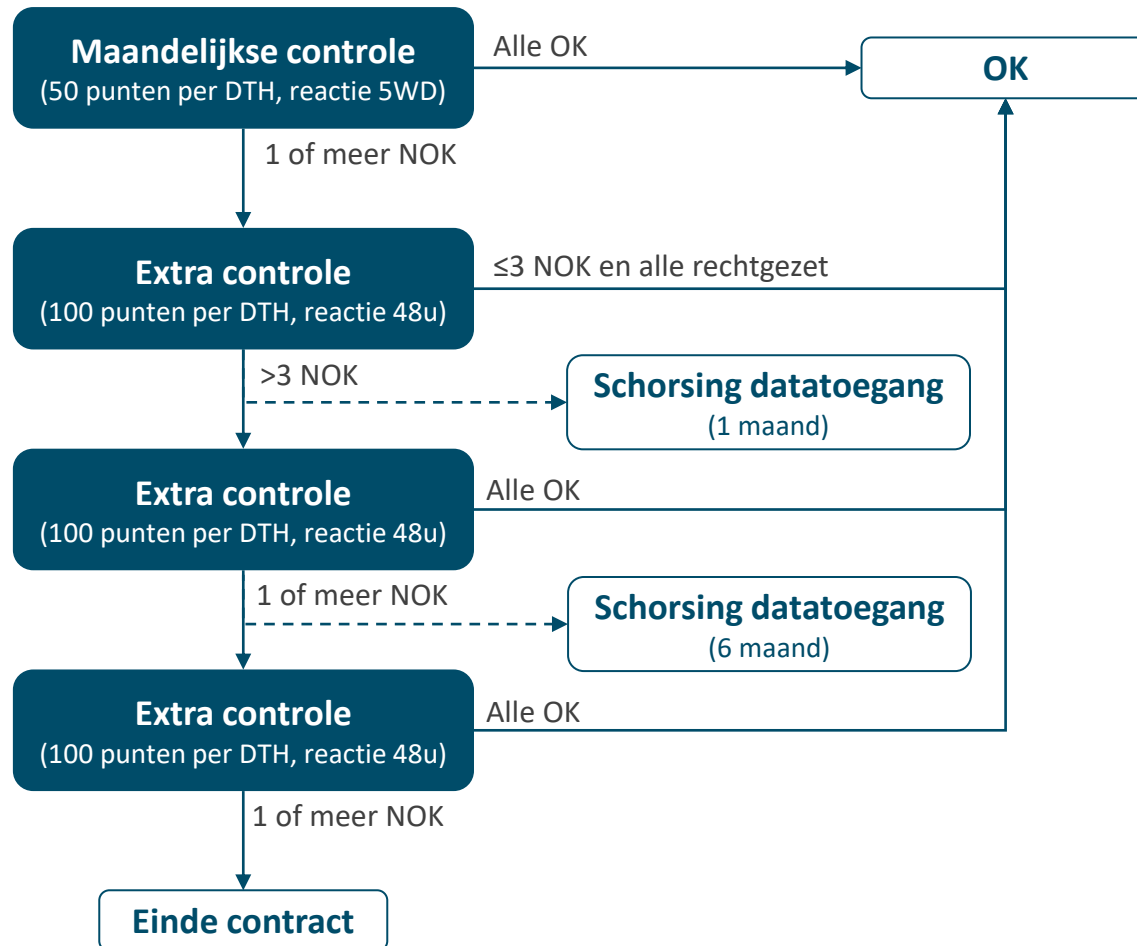 Maandelijkse controle
(50 punten per DTH, reactie 5WD)
Alle OK
OK
1 of meer NOK
Extra controle
(100 punten per DTH, reactie 48u)
≤3 NOK en alle rechtgezet
>3 NOK
Schorsing datatoegang
(1 maand)
Extra controle
(100 punten per DTH, reactie 48u)
Alle OK
1 of meer NOK
Schorsing datatoegang
(6 maand)
Extra controle
(100 punten per DTH, reactie 48u)
Alle OK
1 of meer NOK
Einde contract